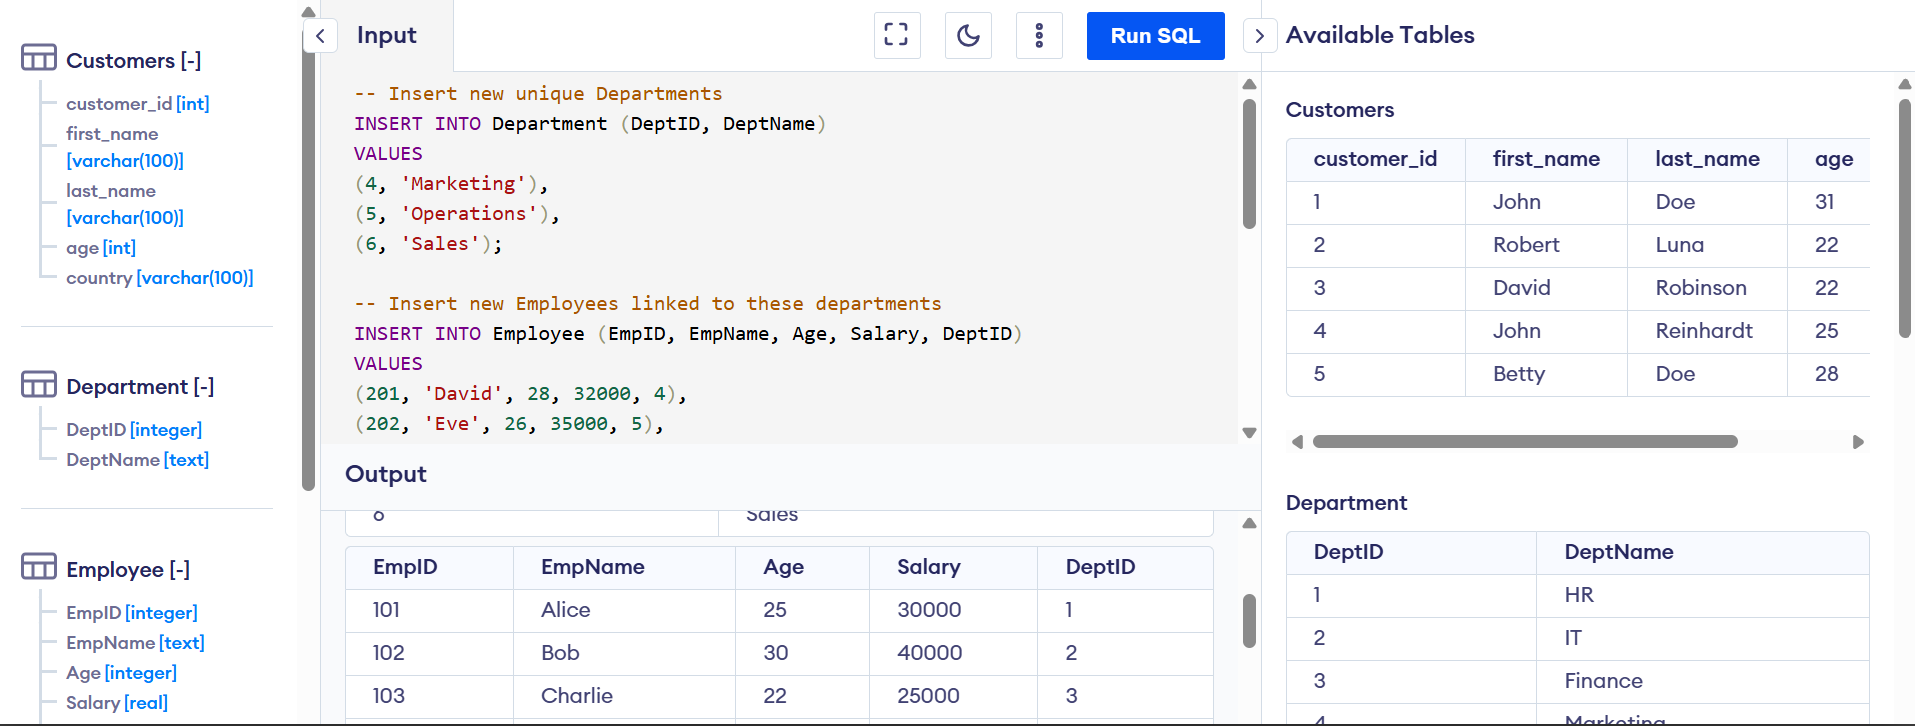 Customers [-]
customer_id [int]
first_name
[varchar(100)]
last_name
[varchar(100)]
age [int]
country [varchar(100)]
Department [-]
DeptID [integer]
DeptName [text]
Employee [-]
EmpID [integer]
EmpName [text]
Age [integer]
Salary [real]
Input
Run SQL
-- Insert new unique Departments
INSERT INTO Department (DeptID, DeptName)
VALUES
(4, 'Marketing'),
(5, 'Operations'),
(6, 'Sales');
-- Insert new Employees linked to these departments
INSERT INTO Employee (EmpID, EmpName, Age, Salary, DeptID)
VALUES
(201, 'David', 28, 32000, 4),
(202, 'Eve', 26, 35000, 5),
Output
6 Sales
EmpID EmpName Age Salary DeptID
101 Alice 25 30000 1
102 Bob 30 40000 2
103 Charlie 22 25000 3
Available Tables
Customers
customer_id first_name last_name age
1 John Doe 31
2 Robert Luna 22
3 David Robinson 22
4 John Reinhardt 25
5 Betty Doe 28
Department
DeptID DeptName
1 HR
2 IT
3 Finance
4 Marketing